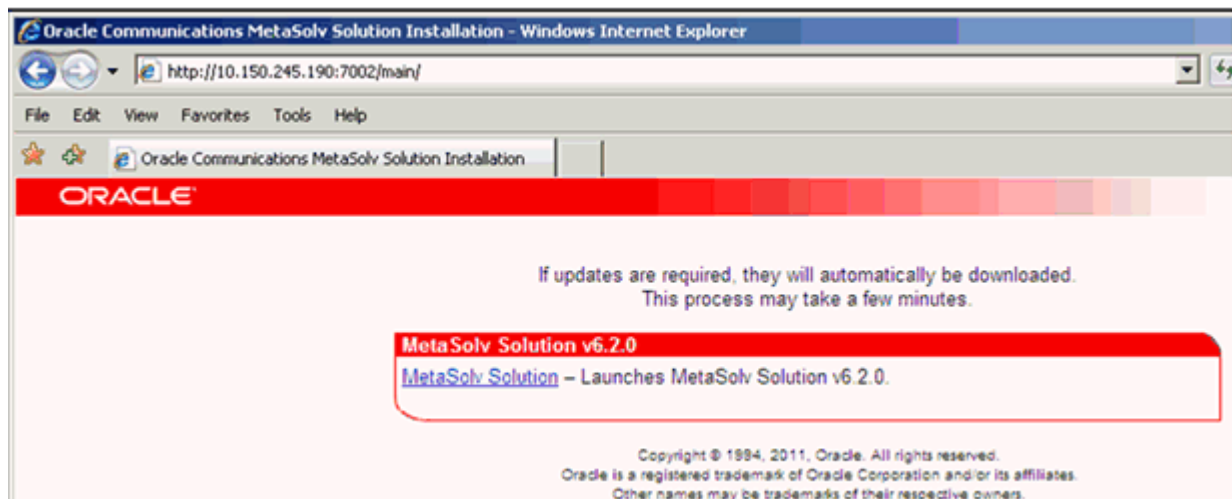 Oracle Communications MetaSolv Solution Installation - Windows Internet Explorer
http://10.150.245.190:7002/main/
File Edit View Favorites Tools Help
Oracle Communications MetaSolv Solution Installation
ORACLE
If updates are required, they will automatically be downloaded.
This process may take a few minutes.
MetaSolv Solution v6.2.0
MetaSolv Solution – Launches MetaSolv Solution v6.2.0.
Copyright © 1994, 2011, Oracle. All rights reserved.
Oracle is a registered trademark of Oracle Corporation and/or its affiliates.
Other names may be trademarks of their respective owners.